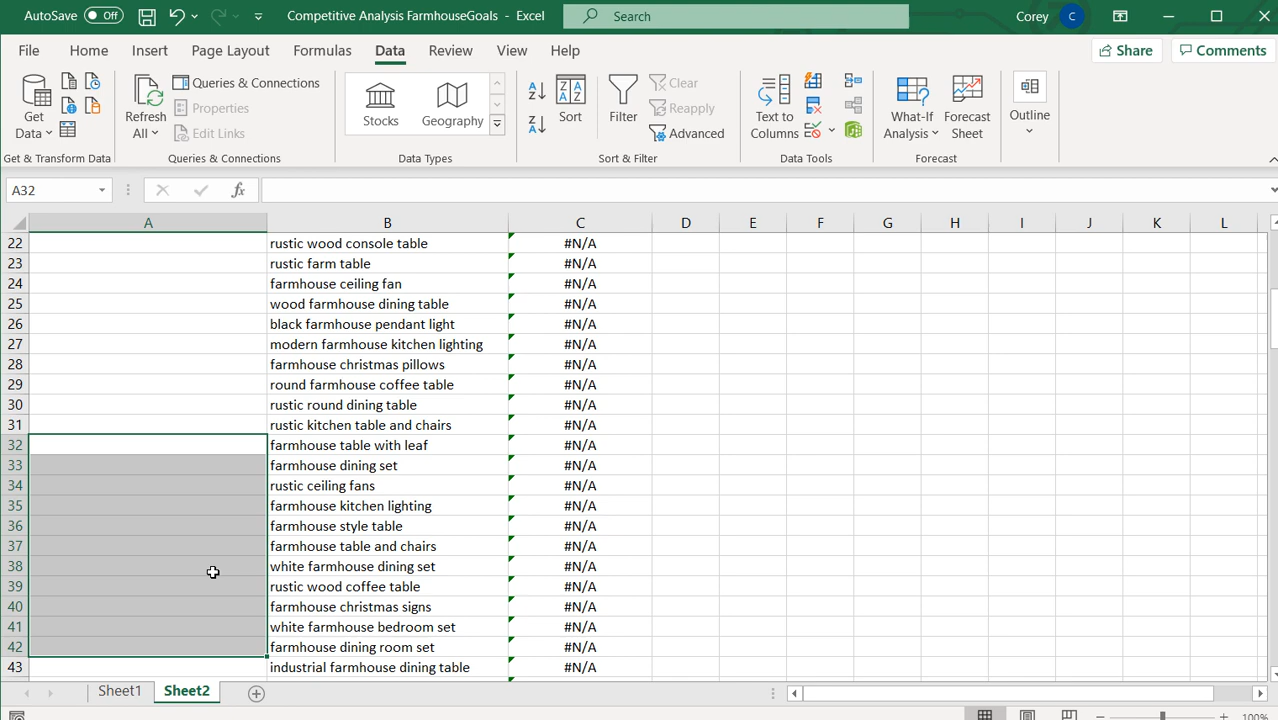 AutoSave Off Competitive Analysis FarmhouseGoals - Excel Search Corey C
File Home Insert Page Layout Formulas Data Review View Help Share Comments
Get Data Refresh All Queries & Connections Properties Edit Links Stocks Geography Sort Filter Clear Reapply Advanced Text to Columns What-If Analysis Forecast Sheet Outline
Get & Transform Data Queries & Connections Data Types Sort & Filter Data Tools Forecast
A32 fx
A B C D E F G H I J K L
22 rustic wood console table #N/A
23 rustic farm table #N/A
24 farmhouse ceiling fan #N/A
25 wood farmhouse dining table #N/A
26 black farmhouse pendant light #N/A
27 modern farmhouse kitchen lighting #N/A
28 farmhouse christmas pillows #N/A
29 round farmhouse coffee table #N/A
30 rustic round dining table #N/A
31 rustic kitchen table and chairs #N/A
32 farmhouse table with leaf #N/A
33 farmhouse dining set #N/A
34 rustic ceiling fans #N/A
35 farmhouse kitchen lighting #N/A
36 farmhouse style table #N/A
37 farmhouse table and chairs #N/A
38 white farmhouse dining set #N/A
39 rustic wood coffee table #N/A
40 farmhouse christmas signs #N/A
41 white farmhouse bedroom set #N/A
42 farmhouse dining room set #N/A
43 industrial farmhouse dining table #N/A
Sheet1 Sheet2
100%